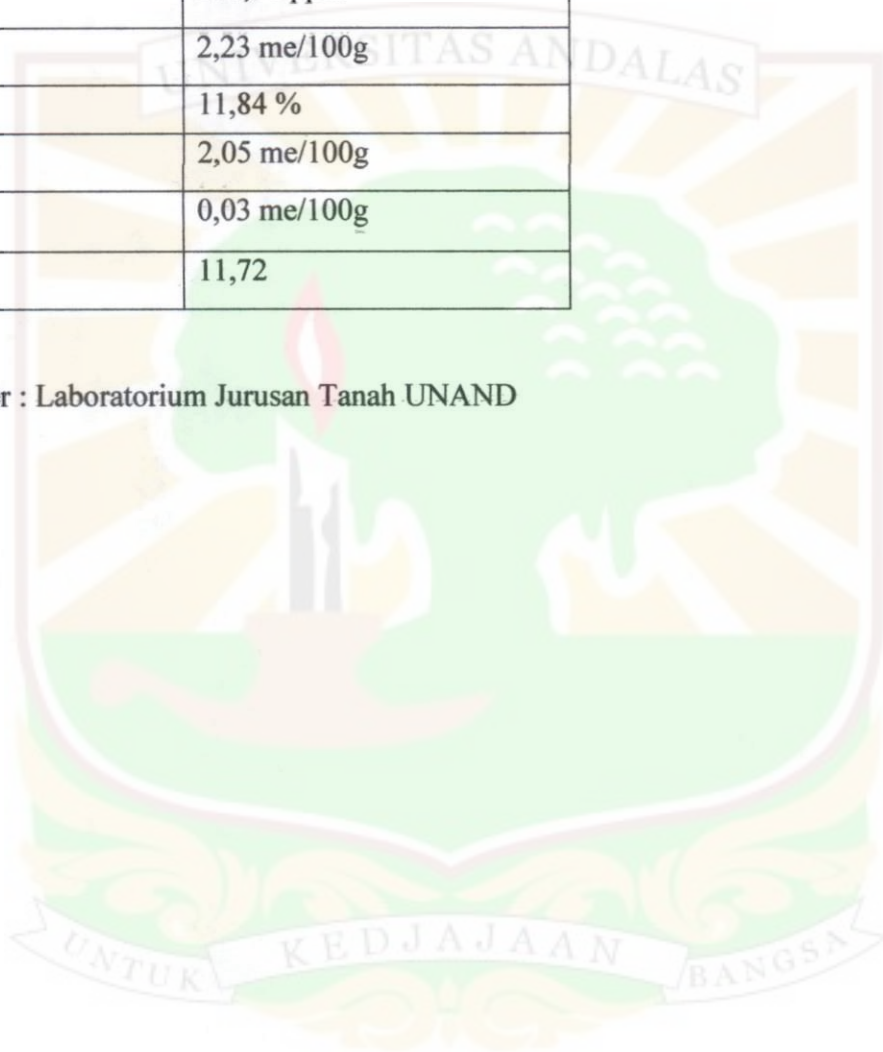 2,23 me/100g
UNIVERSITAS ANDALAS
11,84 %
2,05 me/100g
0,03 me/100g
11,72
r : Laboratorium Jurusan Tanah UNAND
UNTUK KEDJAJAAN BANGSA